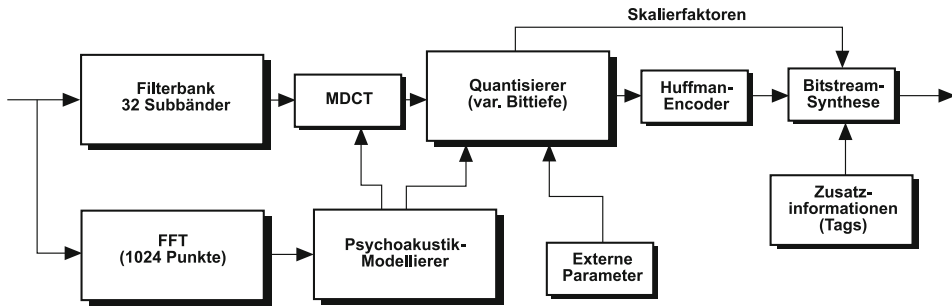 Skalierfaktoren
Filterbank
32 Subbänder
MDCT
Quantisierer
(var. Bittiefe)
Huffman-
Encoder
Bitstream-
Synthese
FFT
(1024 Punkte)
Psychoakustik-
Modellierer
Externe
Parameter
Zusatz-
informationen
(Tags)